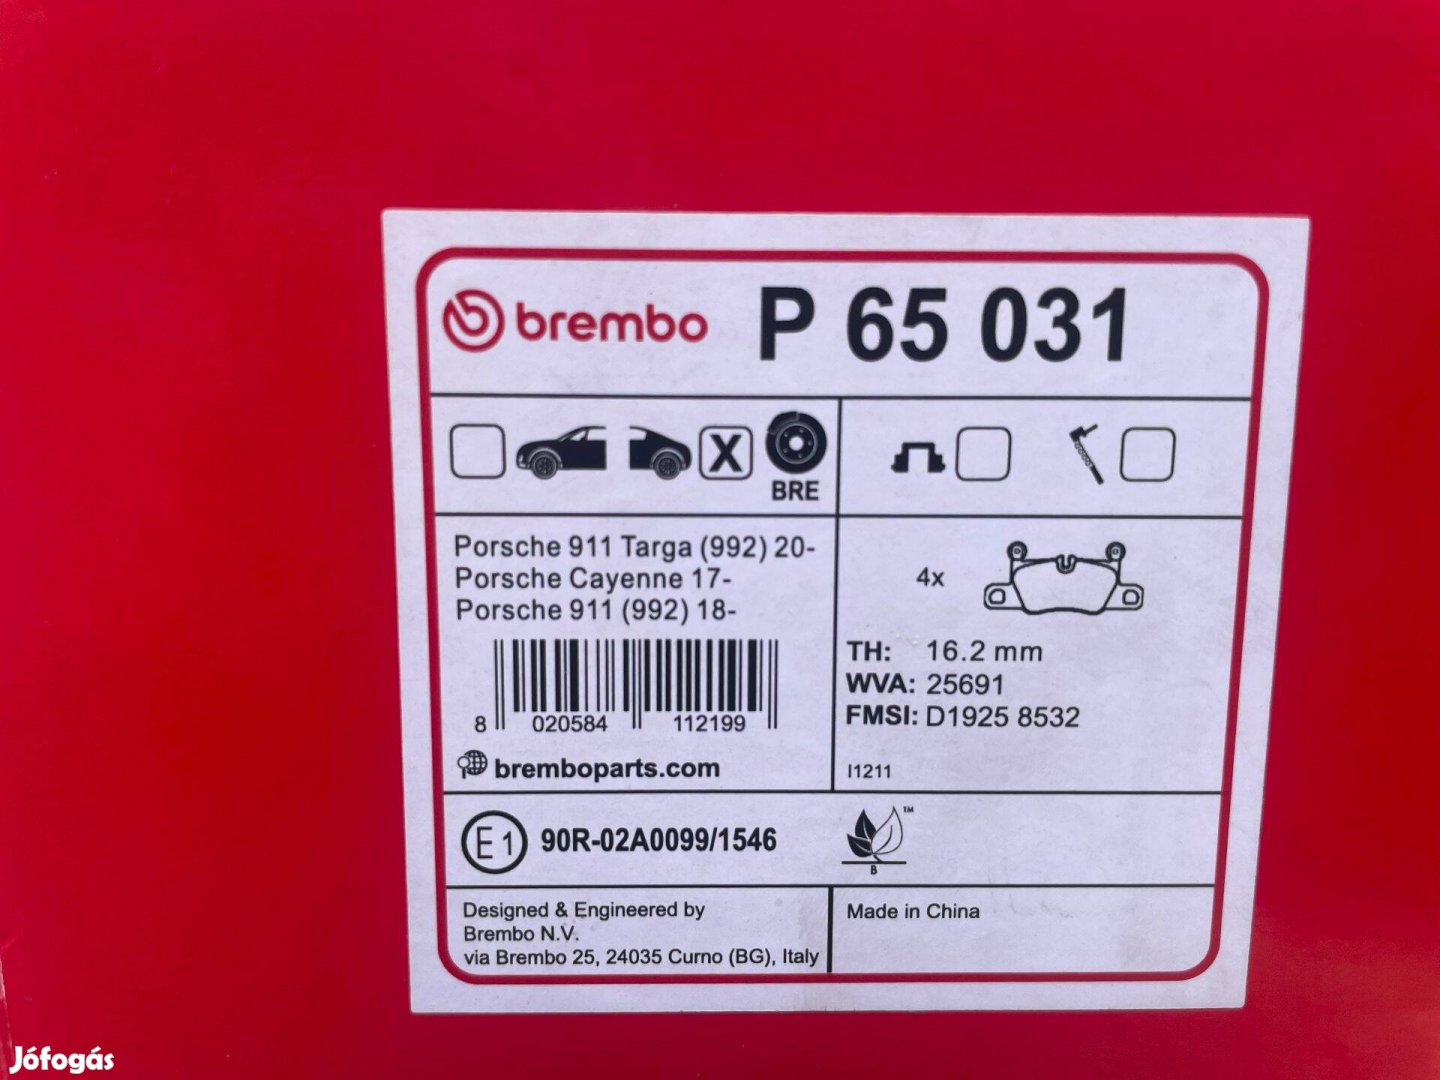 brembo P 65 031
X BRE
Porsche 911 Targa (992) 20-
Porsche Cayenne 17-
Porsche 911 (992) 18-
8 020584 112199
bremboparts.com
4x
TH: 16.2 mm
WVA: 25691
FMSI: D1925 8532
I1211
E1 90R-02A0099/1546
TM
B
Designed & Engineered by
Brembo N.V.
via Brembo 25, 24035 Curno (BG), Italy
Made in China
Jófogás